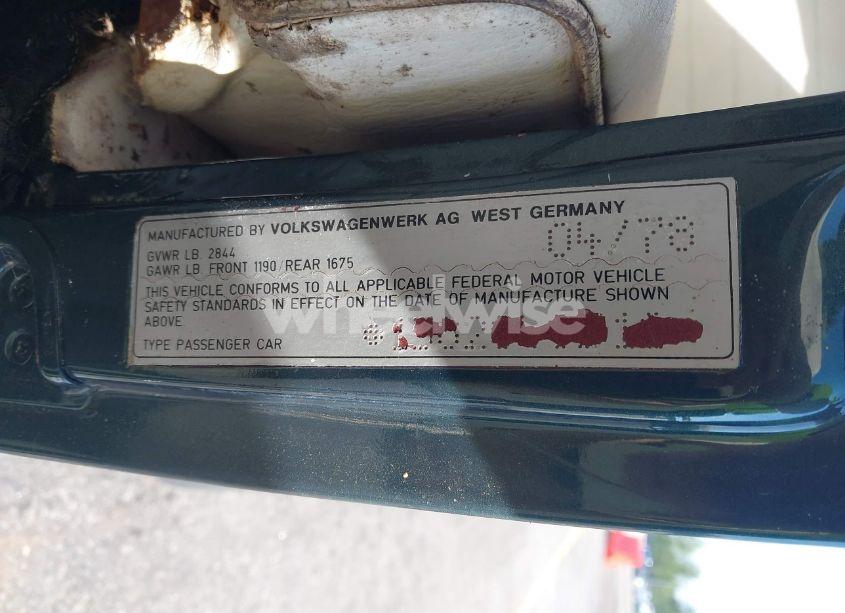 MANUFACTURED BY VOLKSWAGENWERK AG WEST GERMANY
04/78
GVWR LB. 2844
GAWR LB. FRONT 1190/REAR 1675
THIS VEHICLE CONFORMS TO ALL APPLICABLE FEDERAL MOTOR VEHICLE
SAFETY STANDARDS IN EFFECT ON THE DATE OF MANUFACTURE SHOWN
ABOVE
TYPE PASSENGER CAR
wheelwise